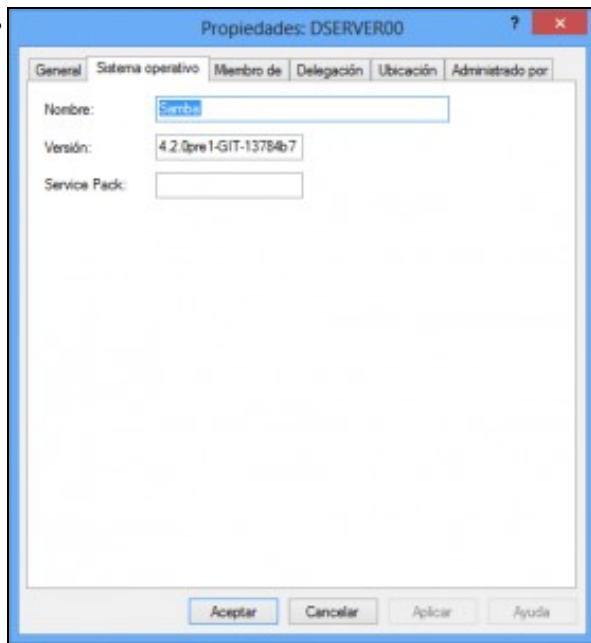 Propiedades: DSERVER00
?
General Sistema operativo Miembro de Delegación Ubicación Administrado por
Nombre: Samba
Versión: 4.2.0pre1-GIT-13784b7
Service Pack:
Aceptar Cancelar Aplicar Ayuda